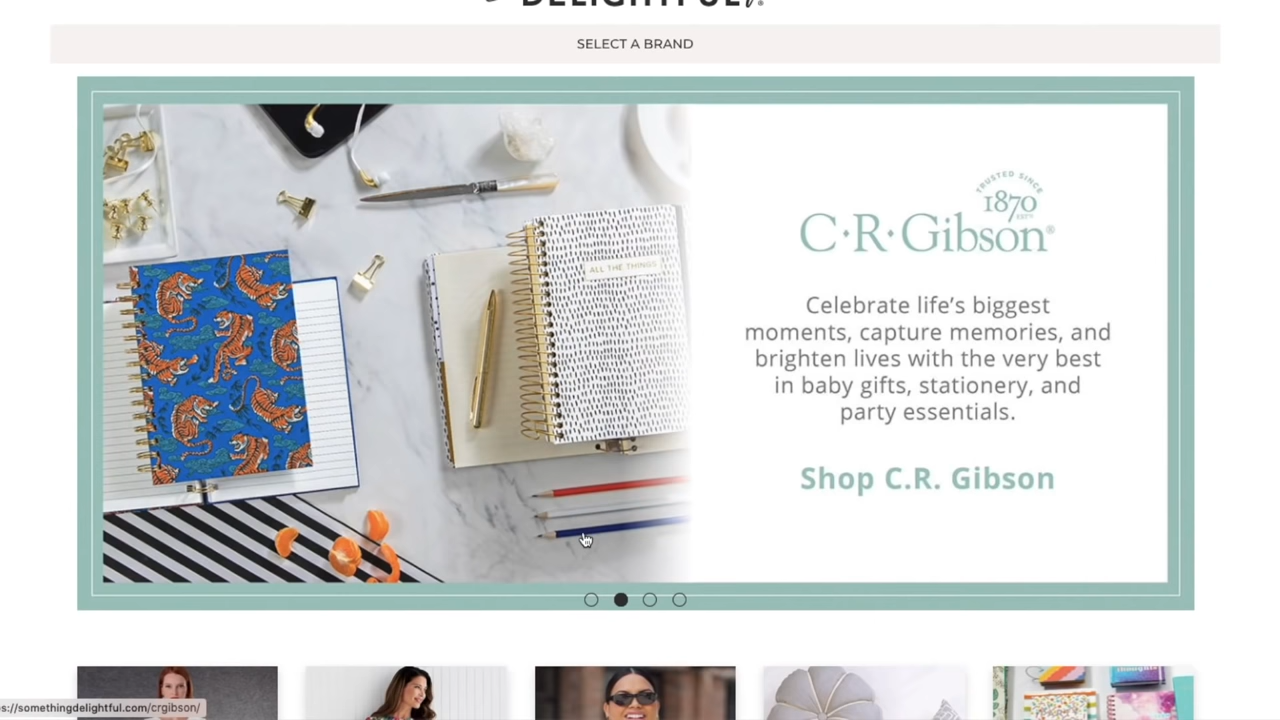 DELIGHTFUL
SELECT A BRAND
ALL THE THINGS
TRUSTED SINCE
1870
C·R·Gibson®
Celebrate life's biggest
moments, capture memories, and
brighten lives with the very best
in baby gifts, stationery, and
party essentials.
Shop C.R. Gibson
s://somethingdelightful.com/crgibson/